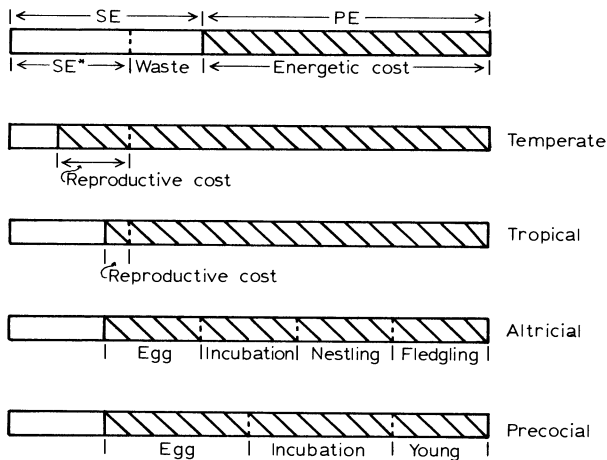 SE PE
SE* Waste Energetic cost
Temperate
Reproductive cost
Tropical
Reproductive cost
Altricial
Egg Incubation Nestling Fledgling
Precocial
Egg Incubation Young